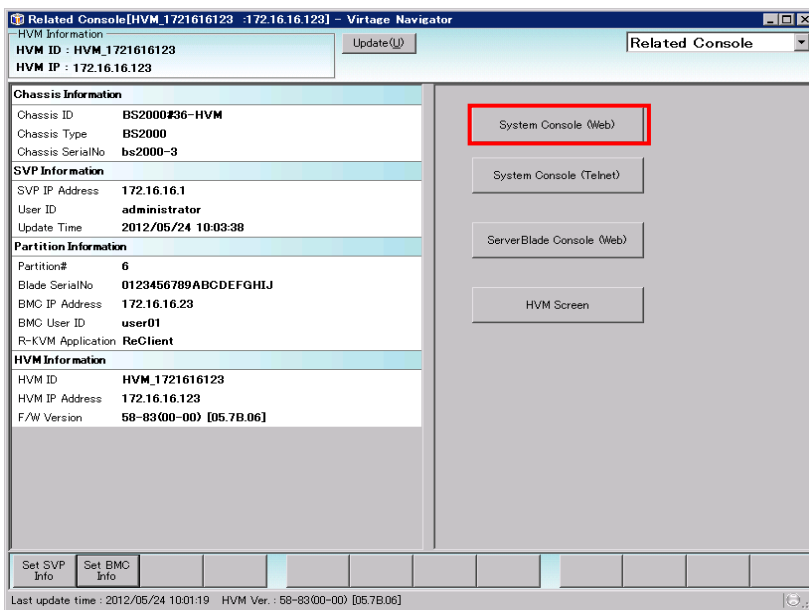 Related Console[HVM_1721616123 :172.16.16.123] - Virtage Navigator
HVM Information
HVM ID : HVM_1721616123
HVM IP : 172.16.16.123
Update(U)
Related Console
Chassis Information
Chassis ID BS2000#36-HVM
Chassis Type BS2000
Chassis SerialNo bs2000-3
SVP Information
SVP IP Address 172.16.16.1
User ID administrator
Update Time 2012/05/24 10:03:38
Partition Information
Partition# 6
Blade SerialNo 0123456789ABCDEFGHIJ
BMC IP Address 172.16.16.23
BMC User ID user01
R-KVM Application ReClient
HVM Information
HVM ID HVM_1721616123
HVM IP Address 172.16.16.123
F/W Version 58-83(00-00) [05.7B.06]
System Console (Web)
System Console (Telnet)
ServerBlade Console (Web)
HVM Screen
Set SVP Info
Set BMC Info
Last update time : 2012/05/24 10:01:19 HVM Ver. : 58-83(00-00) [05.7B.06]